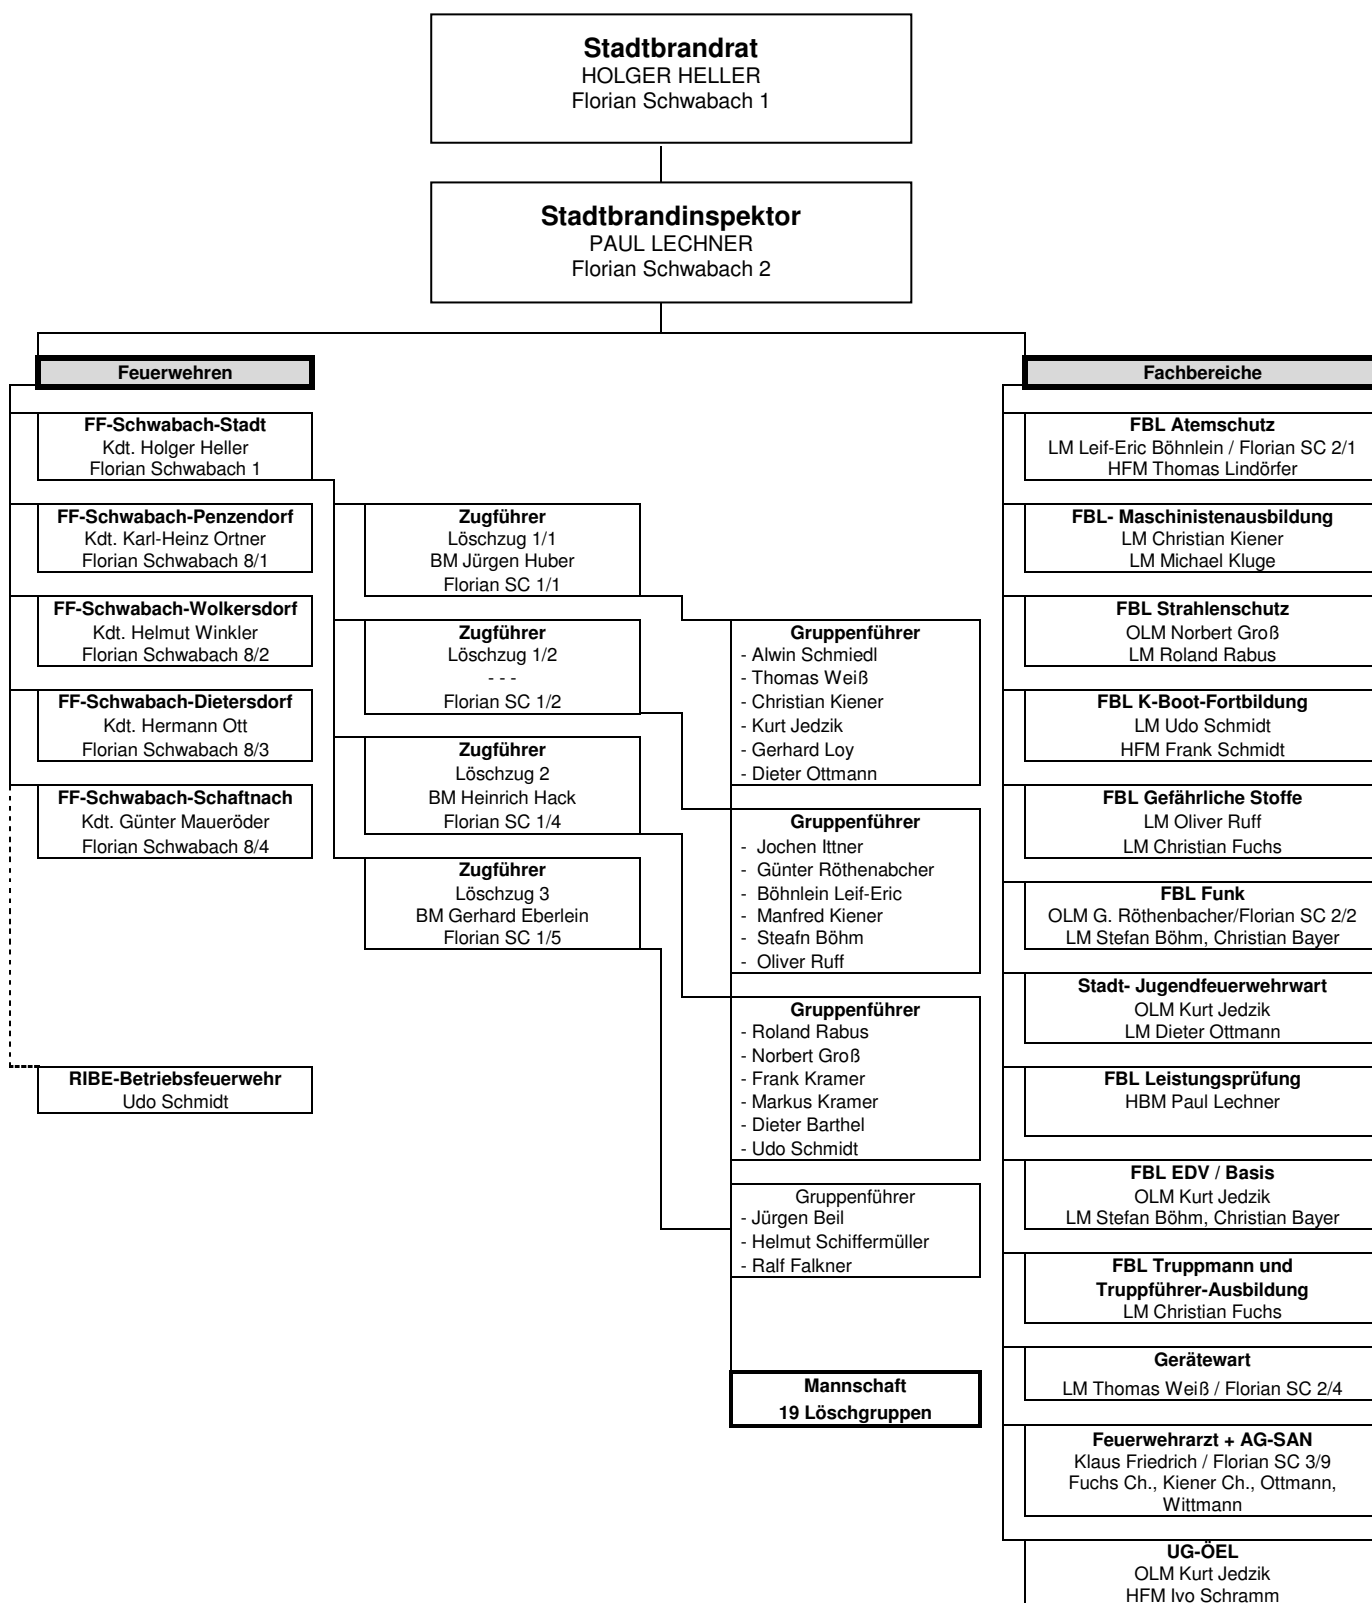 Stadtbrandrat
HOLGER HELLER
Florian Schwabach 1
Stadtbrandinspektor
PAUL LECHNER
Florian Schwabach 2
Feuerwehren
FF-Schwabach-Stadt
Kdt. Holger Heller
Florian Schwabach 1
FF-Schwabach-Penzendorf
Kdt. Karl-Heinz Ortner
Florian Schwabach 8/1
FF-Schwabach-Wolkersdorf
Kdt. Helmut Winkler
Florian Schwabach 8/2
FF-Schwabach-Dietersdorf
Kdt. Hermann Ott
Florian Schwabach 8/3
FF-Schwabach-Schaftnach
Kdt. Günter Maueröder
Florian Schwabach 8/4
RIBE-Betriebsfeuerwehr
Udo Schmidt
Zugführer
Löschzug 1/1
BM Jürgen Huber
Florian SC 1/1
Zugführer
Löschzug 1/2
- - -
Florian SC 1/2
Zugführer
Löschzug 2
BM Heinrich Hack
Florian SC 1/4
Zugführer
Löschzug 3
BM Gerhard Eberlein
Florian SC 1/5
Gruppenführer
- Alwin Schmiedl
- Thomas Weiß
- Christian Kiener
- Kurt Jedzik
- Gerhard Loy
- Dieter Ottmann
Gruppenführer
- Jochen Ittner
- Günter Röthenabcher
- Böhnlein Leif-Eric
- Manfred Kiener
- Steafn Böhm
- Oliver Ruff
Gruppenführer
- Roland Rabus
- Norbert Groß
- Frank Kramer
- Markus Kramer
- Dieter Barthel
- Udo Schmidt
Gruppenführer
- Jürgen Beil
- Helmut Schiffermüller
- Ralf Falkner
Mannschaft
19 Löschgruppen
Fachbereiche
FBL Atemschutz
LM Leif-Eric Böhnlein / Florian SC 2/1
HFM Thomas Lindörfer
FBL- Maschinistenausbildung
LM Christian Kiener
LM Michael Kluge
FBL Strahlenschutz
OLM Norbert Groß
LM Roland Rabus
FBL K-Boot-Fortbildung
LM Udo Schmidt
HFM Frank Schmidt
FBL Gefährliche Stoffe
LM Oliver Ruff
LM Christian Fuchs
FBL Funk
OLM G. Röthenbacher/Florian SC 2/2
LM Stefan Böhm, Christian Bayer
Stadt- Jugendfeuerwehrwart
OLM Kurt Jedzik
LM Dieter Ottmann
FBL Leistungsprüfung
HBM Paul Lechner
FBL EDV / Basis
OLM Kurt Jedzik
LM Stefan Böhm, Christian Bayer
FBL Truppmann und
Truppführer-Ausbildung
LM Christian Fuchs
Gerätewart
LM Thomas Weiß / Florian SC 2/4
Feuerwehrarzt + AG-SAN
Klaus Friedrich / Florian SC 3/9
Fuchs Ch., Kiener Ch., Ottmann,
Wittmann
UG-ÖEL
OLM Kurt Jedzik
HFM Ivo Schramm